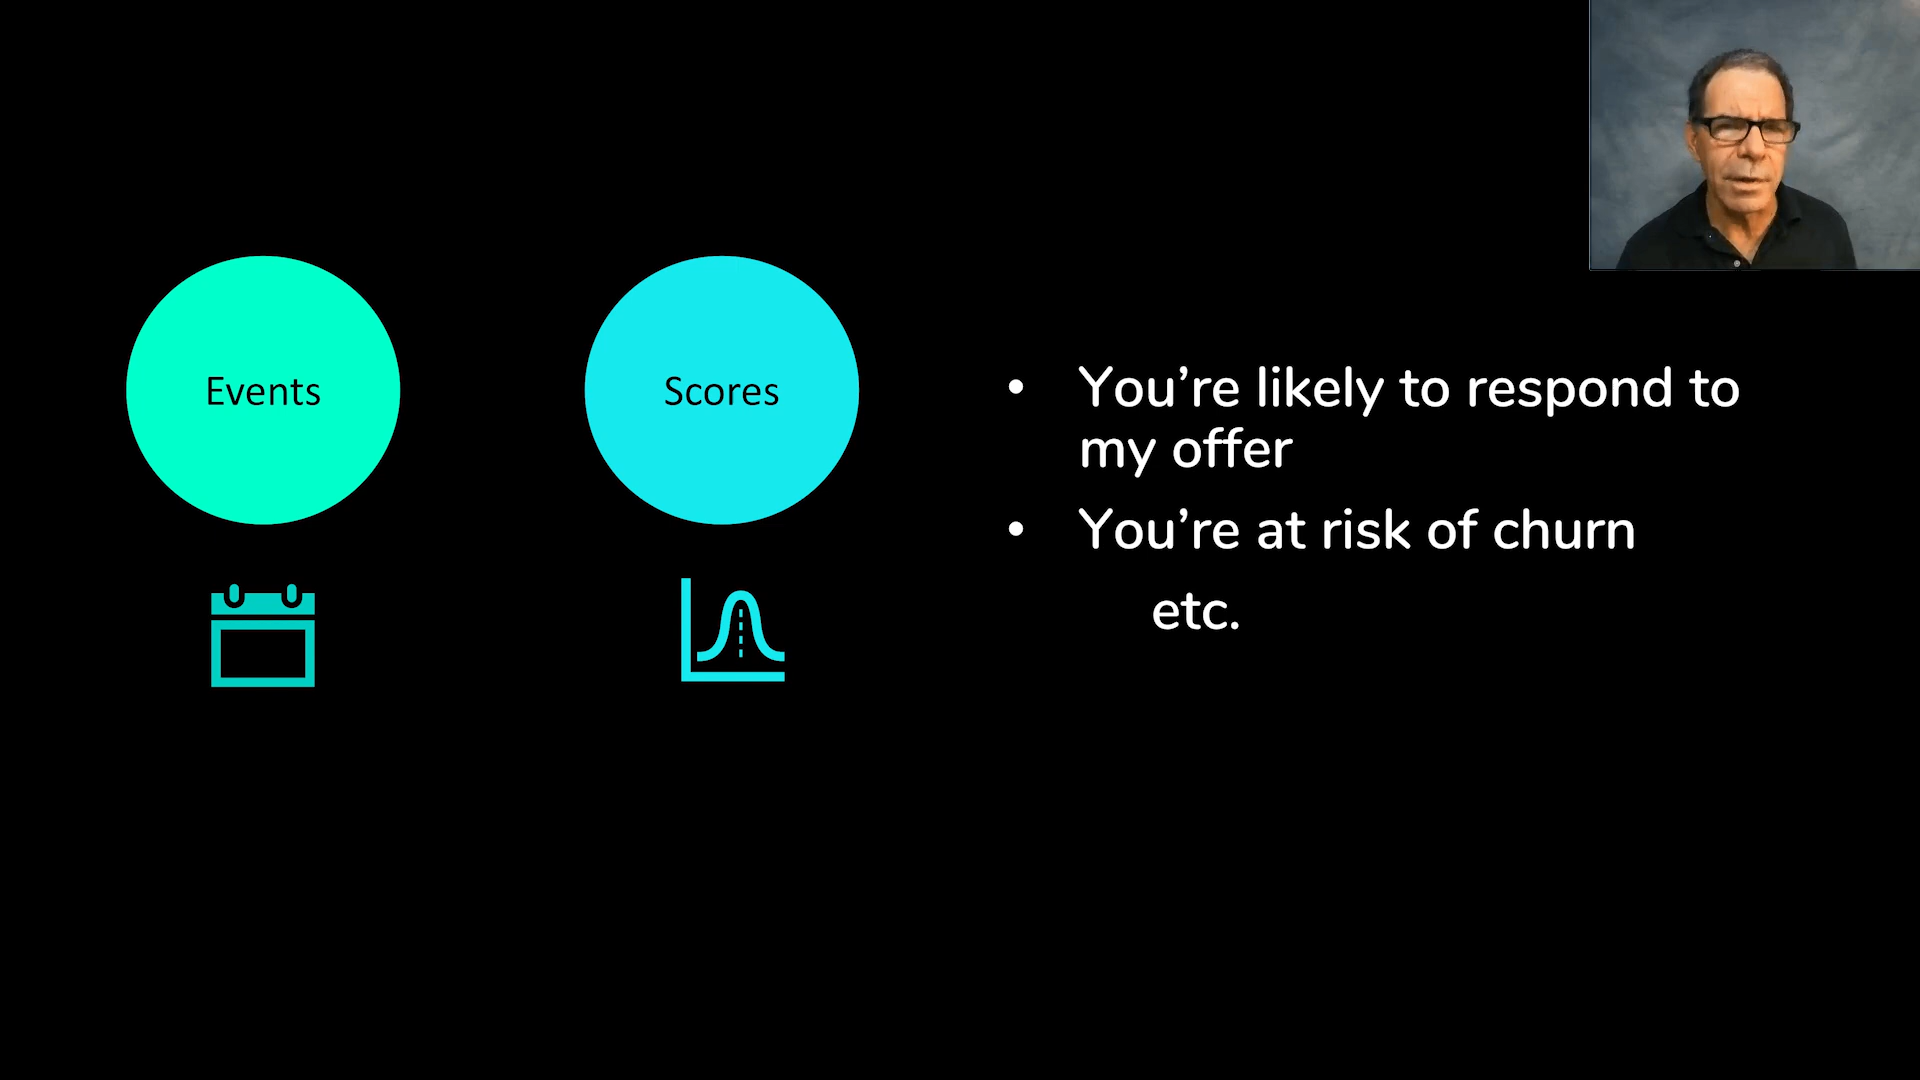 Events
Scores
• You’re likely to respond to
my offer
• You’re at risk of churn
etc.